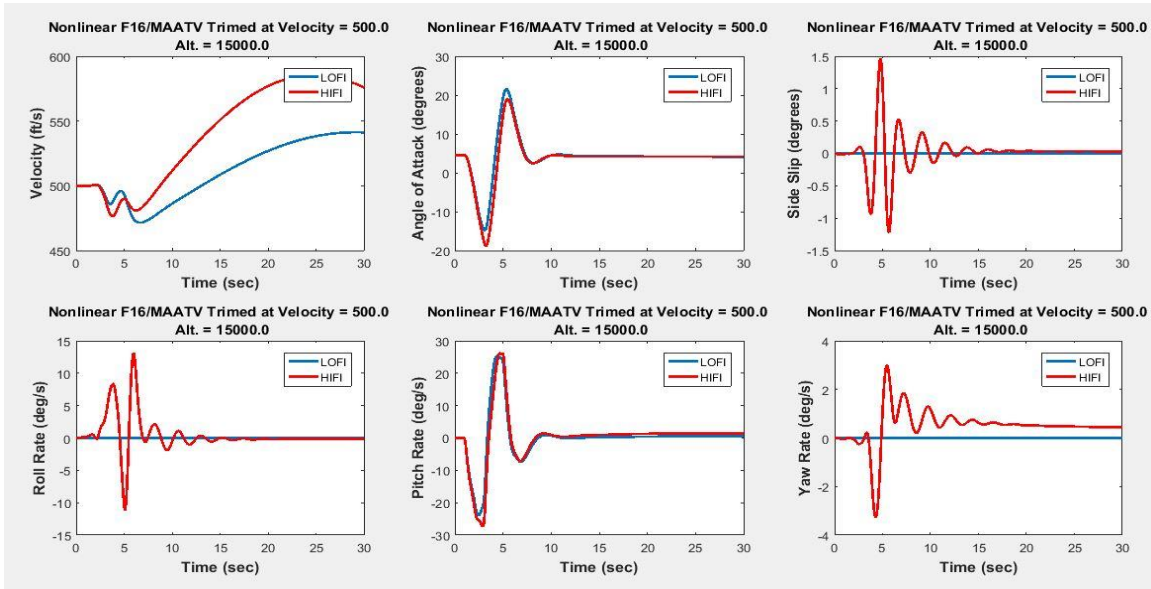 Nonlinear F16/MAATV Trimed at Velocity = 500.0
Alt. = 15000.0
600
550
500
450
Velocity (ft/s)
LOFI
HIFI
0 5 10 15 20 25 30
Time (sec)
Nonlinear F16/MAATV Trimed at Velocity = 500.0
Alt. = 15000.0
30
20
10
0
-10
-20
Angle of Attack (degrees)
LOFI
HIFI
0 5 10 15 20 25 30
Time (sec)
Nonlinear F16/MAATV Trimed at Velocity = 500.0
Alt. = 15000.0
1.5
1
0.5
0
-0.5
-1
-1.5
Side Slip (degrees)
LOFI
HIFI
0 5 10 15 20 25 30
Time (sec)
Nonlinear F16/MAATV Trimed at Velocity = 500.0
Alt. = 15000.0
15
10
5
0
-5
-10
-15
Roll Rate (deg/s)
LOFI
HIFI
0 5 10 15 20 25 30
Time (sec)
Nonlinear F16/MAATV Trimed at Velocity = 500.0
Alt. = 15000.0
30
20
10
0
-10
-20
-30
Pitch Rate (deg/s)
LOFI
HIFI
0 5 10 15 20 25 30
Time (sec)
Nonlinear F16/MAATV Trimed at Velocity = 500.0
Alt. = 15000.0
4
2
0
-2
-4
Yaw Rate (deg/s)
LOFI
HIFI
0 5 10 15 20 25 30
Time (sec)